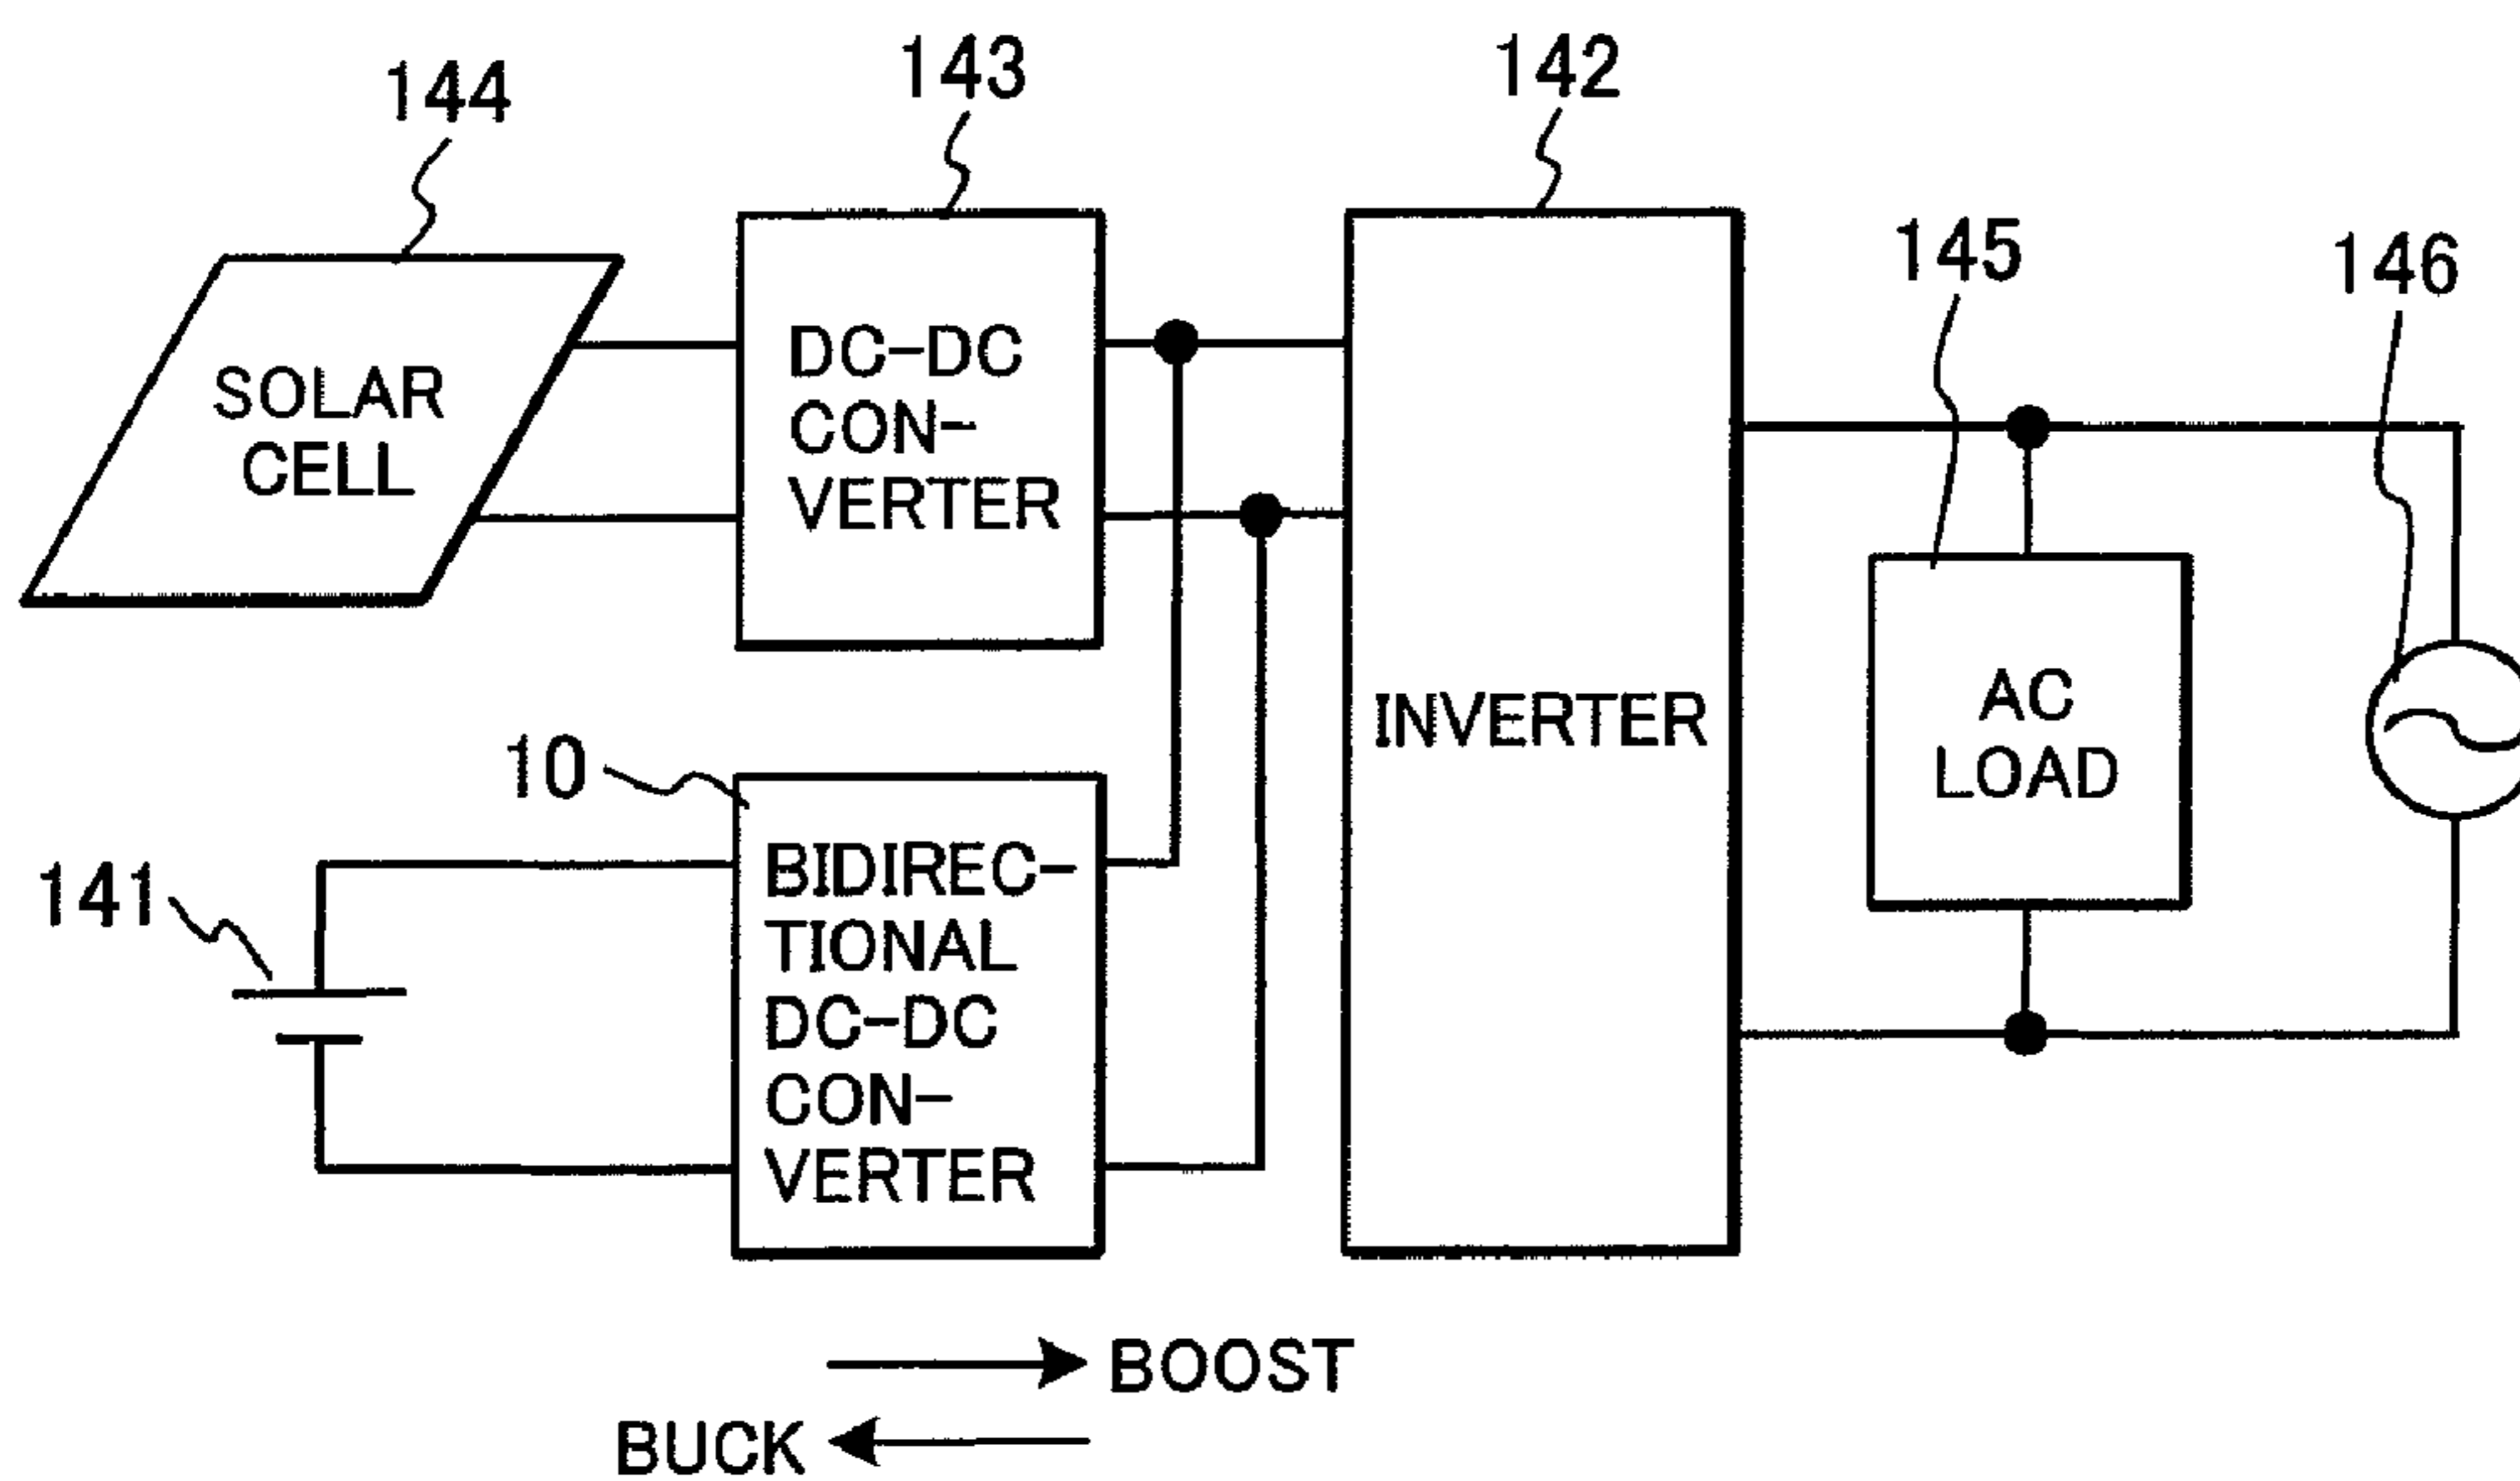 144
143
142
145
146
SOLAR
CELL
DC-DC
CON-
VERTER
INVERTER
AC
LOAD
10
141
BIDIREC-
TIONAL
DC-DC
CON-
VERTER
BOOST
BUCK